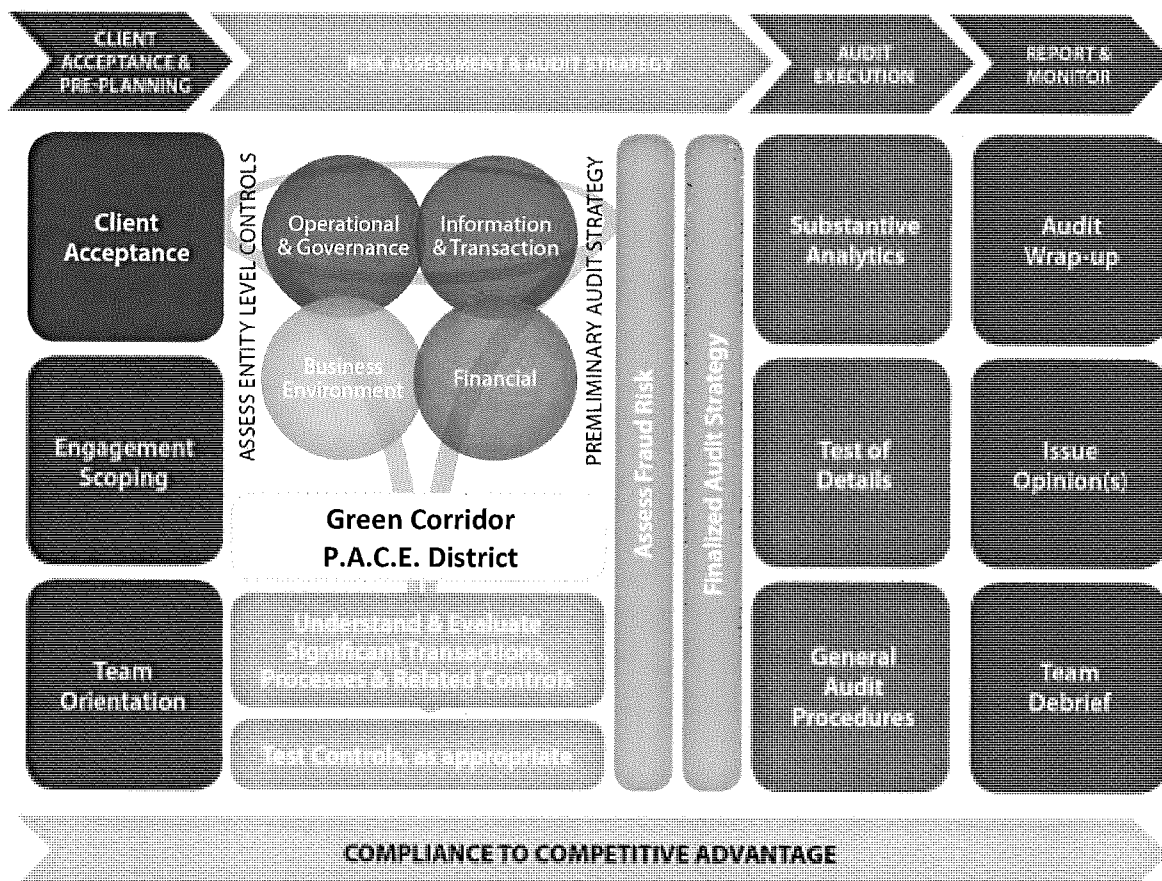 CLIENT
ACCEPTANCE &
PRE-PLANNING
RISK ASSESSMENT & AUDIT STRATEGY
AUDIT
EXECUTION
REPORT &
MONITOR
Client
Acceptance
Engagement
Scoping
Team
Orientation
ASSESS ENTITY LEVEL CONTROLS
Operational
& Governance
Information
& Transaction
Business
Environment
Financial
PREMLIMINARY AUDIT STRATEGY
Green Corridor
P.A.C.E. District
Understand & Evaluate
Significant Transactions,
Processes & Related Controls
Test Controls, as appropriate
Assess Fraud Risk
Finalized Audit Strategy
Substantive
Analytics
Test of
Details
General
Audit
Procedures
Audit
Wrap-up
Issue
Opinion(s)
Team
Debrief
COMPLIANCE TO COMPETITIVE ADVANTAGE